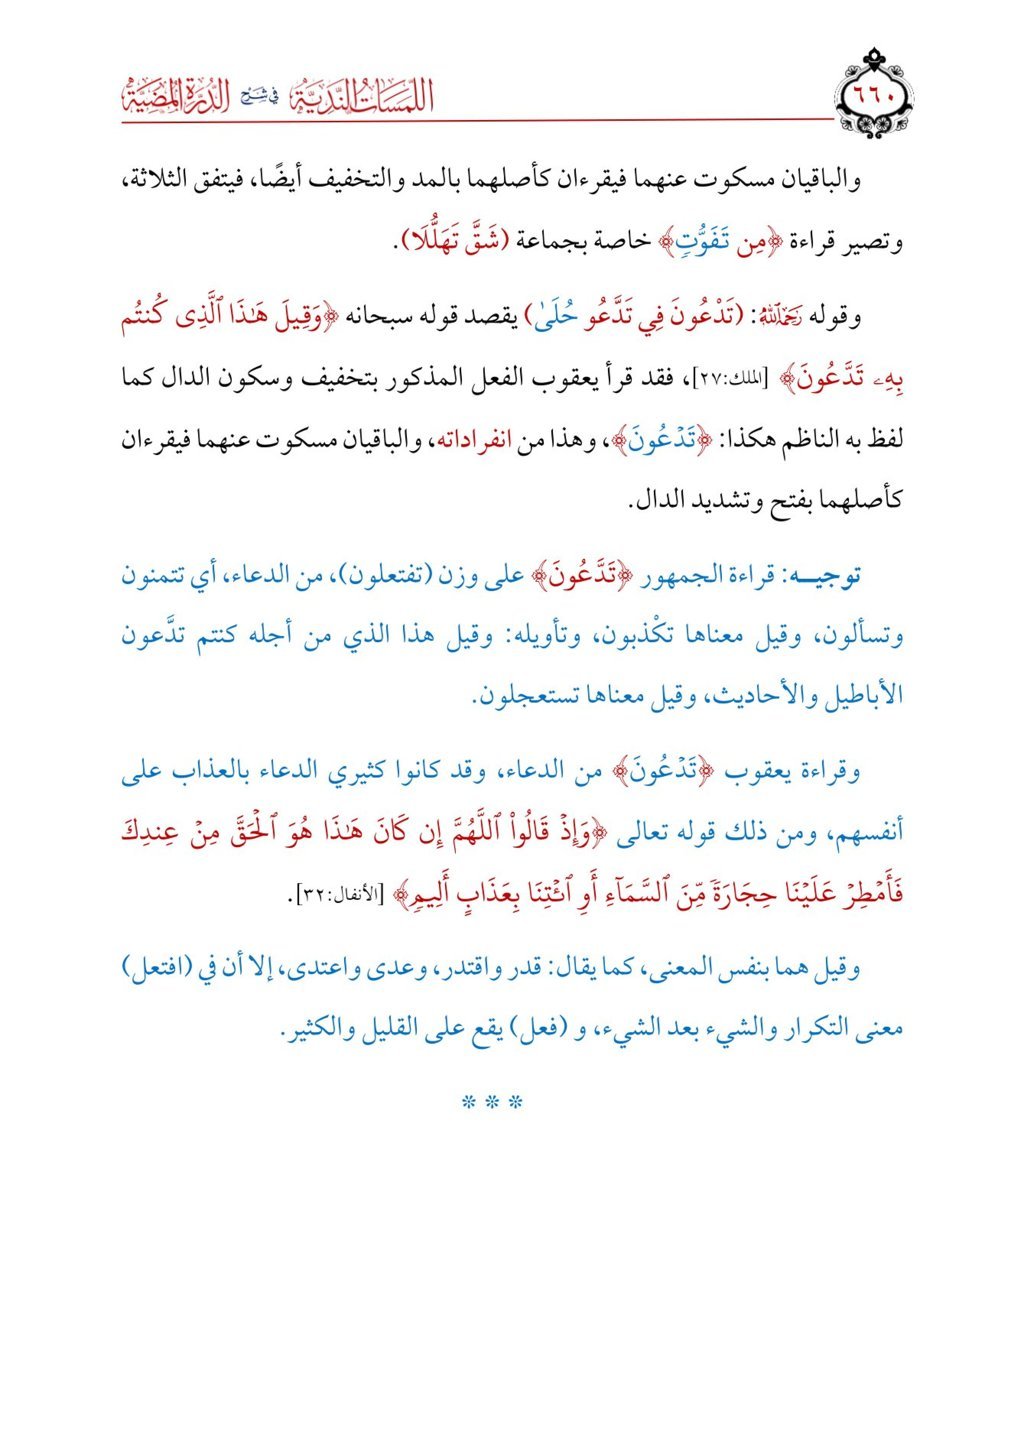 ٦٦٠
اللمسات الندية في شرح الدرة المضية
والباقيان مسكوت عنهما فيقرءان كأصلهما بالمد والتخفيف أيضًا، فيتفق الثلاثة،
وتصير قراءة ﴿مِن تَفَوُّتٖ﴾ خاصة بجماعة (شَقَّ تَهَلُّلَا).
وقوله رَحِمَهُ ٱللَّهُ: (تَدْعُونَ فِي تَدَّعُو حُلَىٰ) يقصد قوله سبحانه ﴿وَقِيلَ هَٰذَا ٱلَّذِى كُنتُم
بِهِۦ تَدَّعُونَ﴾ [الملك:٢٧]، فقد قرأ يعقوب الفعل المذكور بتخفيف وسكون الدال كما
لفظ به الناظم هكذا: ﴿تَدۡعُونَ﴾، وهذا من انفراداته، والباقيان مسكوت عنهما فيقرءان
كأصلهما بفتح وتشديد الدال.
توجيـــه: قراءة الجمهور ﴿تَدَّعُونَ﴾ على وزن (تفتعلون)، من الدعاء، أي تتمنون
وتسألون، وقيل معناها تكْذبون، وتأويله: وقيل هذا الذي من أجله كنتم تدَّعون
الأباطيل والأحاديث، وقيل معناها تستعجلون.
وقراءة يعقوب ﴿تَدۡعُونَ﴾ من الدعاء، وقد كانوا كثيري الدعاء بالعذاب على
أنفسهم، ومن ذلك قوله تعالى ﴿وَإِذۡ قَالُواْ ٱللَّهُمَّ إِن كَانَ هَٰذَا هُوَ ٱلۡحَقَّ مِنۡ عِندِكَ
فَأَمۡطِرۡ عَلَيۡنَا حِجَارَةٗ مِّنَ ٱلسَّمَآءِ أَوِ ٱئۡتِنَا بِعَذَابٍ أَلِيمٖ﴾ [الأنفال:٣٢].
وقيل هما بنفس المعنى، كما يقال: قدر واقتدر، وعدى واعتدى، إلا أن في (افتعل)
معنى التكرار والشيء بعد الشيء، و (فعل) يقع على القليل والكثير.
* * *